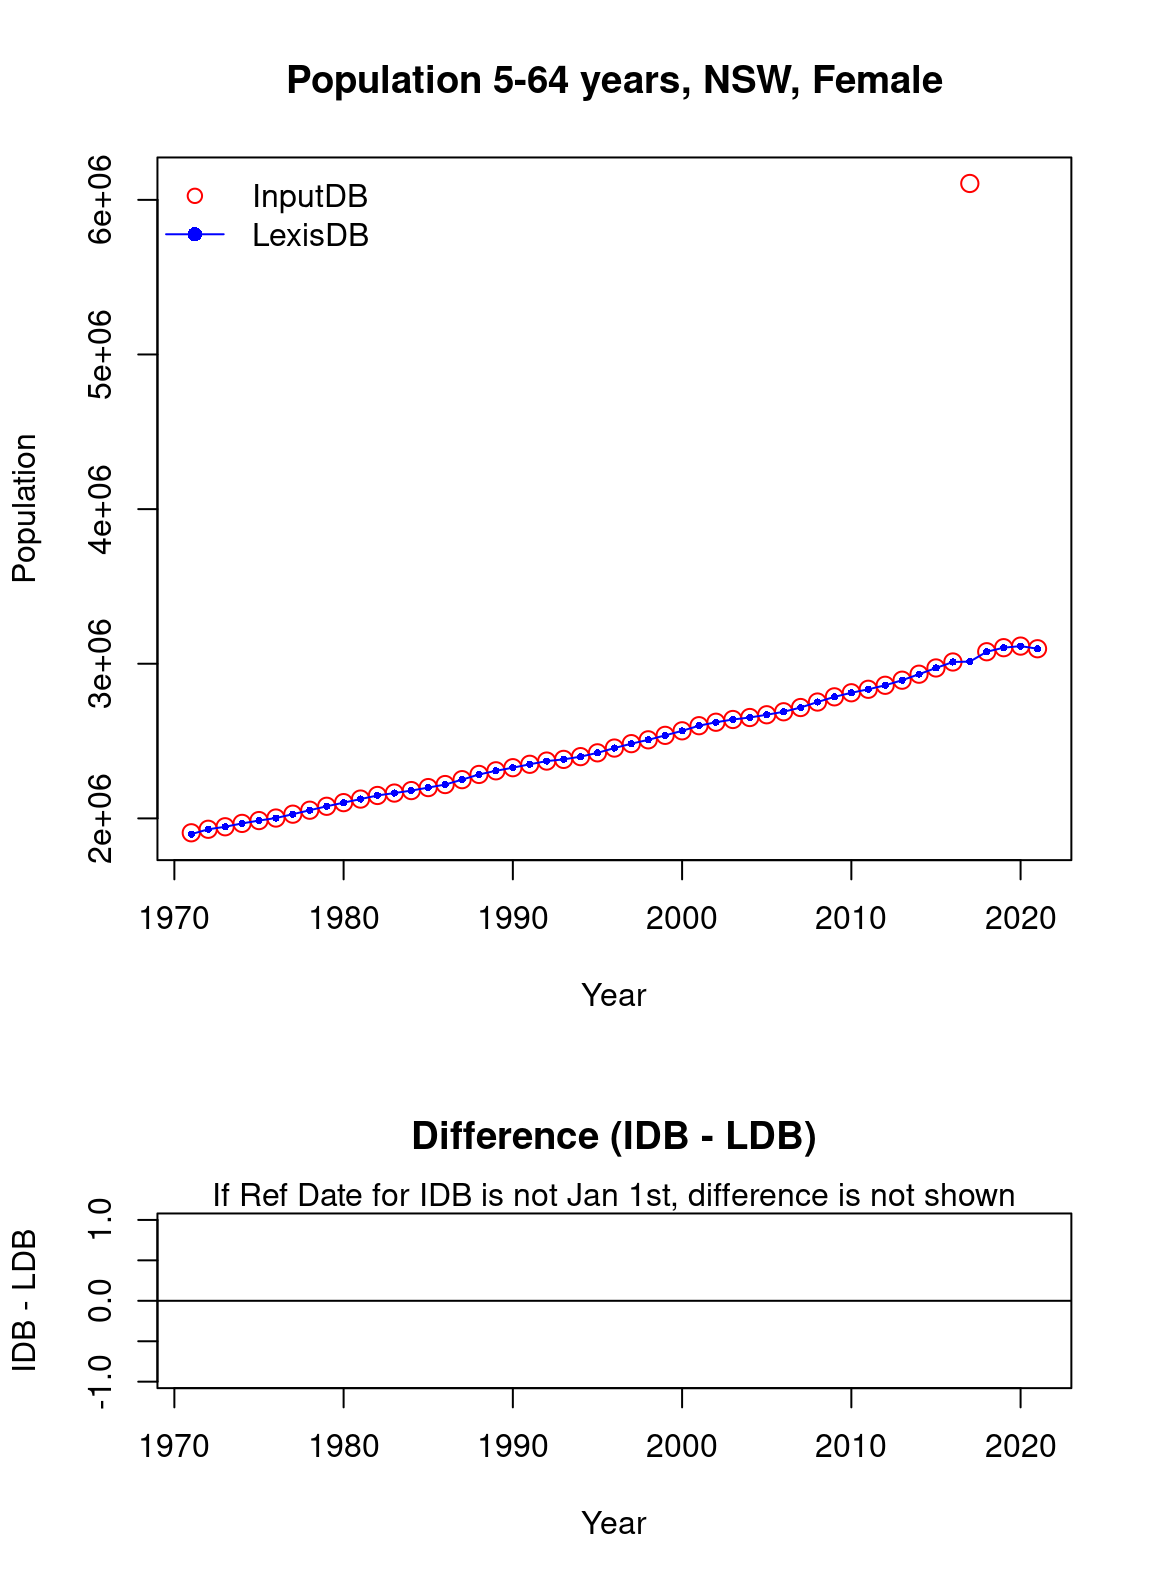 Population 5-64 years, NSW, Female
InputDB
LexisDB
6e+06
5e+06
4e+06
3e+06
2e+06
Population
1970 1980 1990 2000 2010 2020
Year
Difference (IDB - LDB)
If Ref Date for IDB is not Jan 1st, difference is not shown
1.0
0.0
-1.0
IDB - LDB
1970 1980 1990 2000 2010 2020
Year